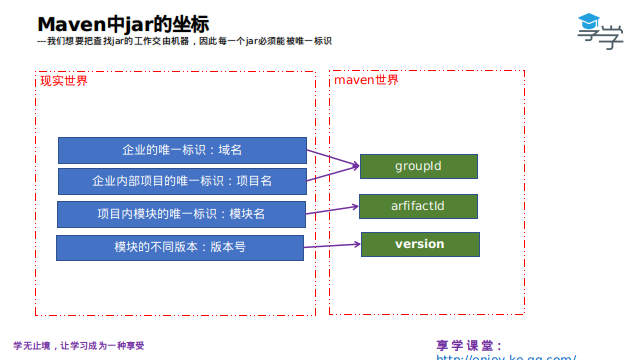 Maven中jar的坐标
---我们想要把查找jar的工作交由机器，因此每一个jar必须能被唯一标识
享学
现实世界
maven世界
企业的唯一标识：域名
企业内部项目的唯一标识：项目名
项目内模块的唯一标识：模块名
模块的不同版本：版本号
groupId
arfifactId
version
学无止境，让学习成为一种享受
享学课堂：
http://enjoy.ke.qq.com/